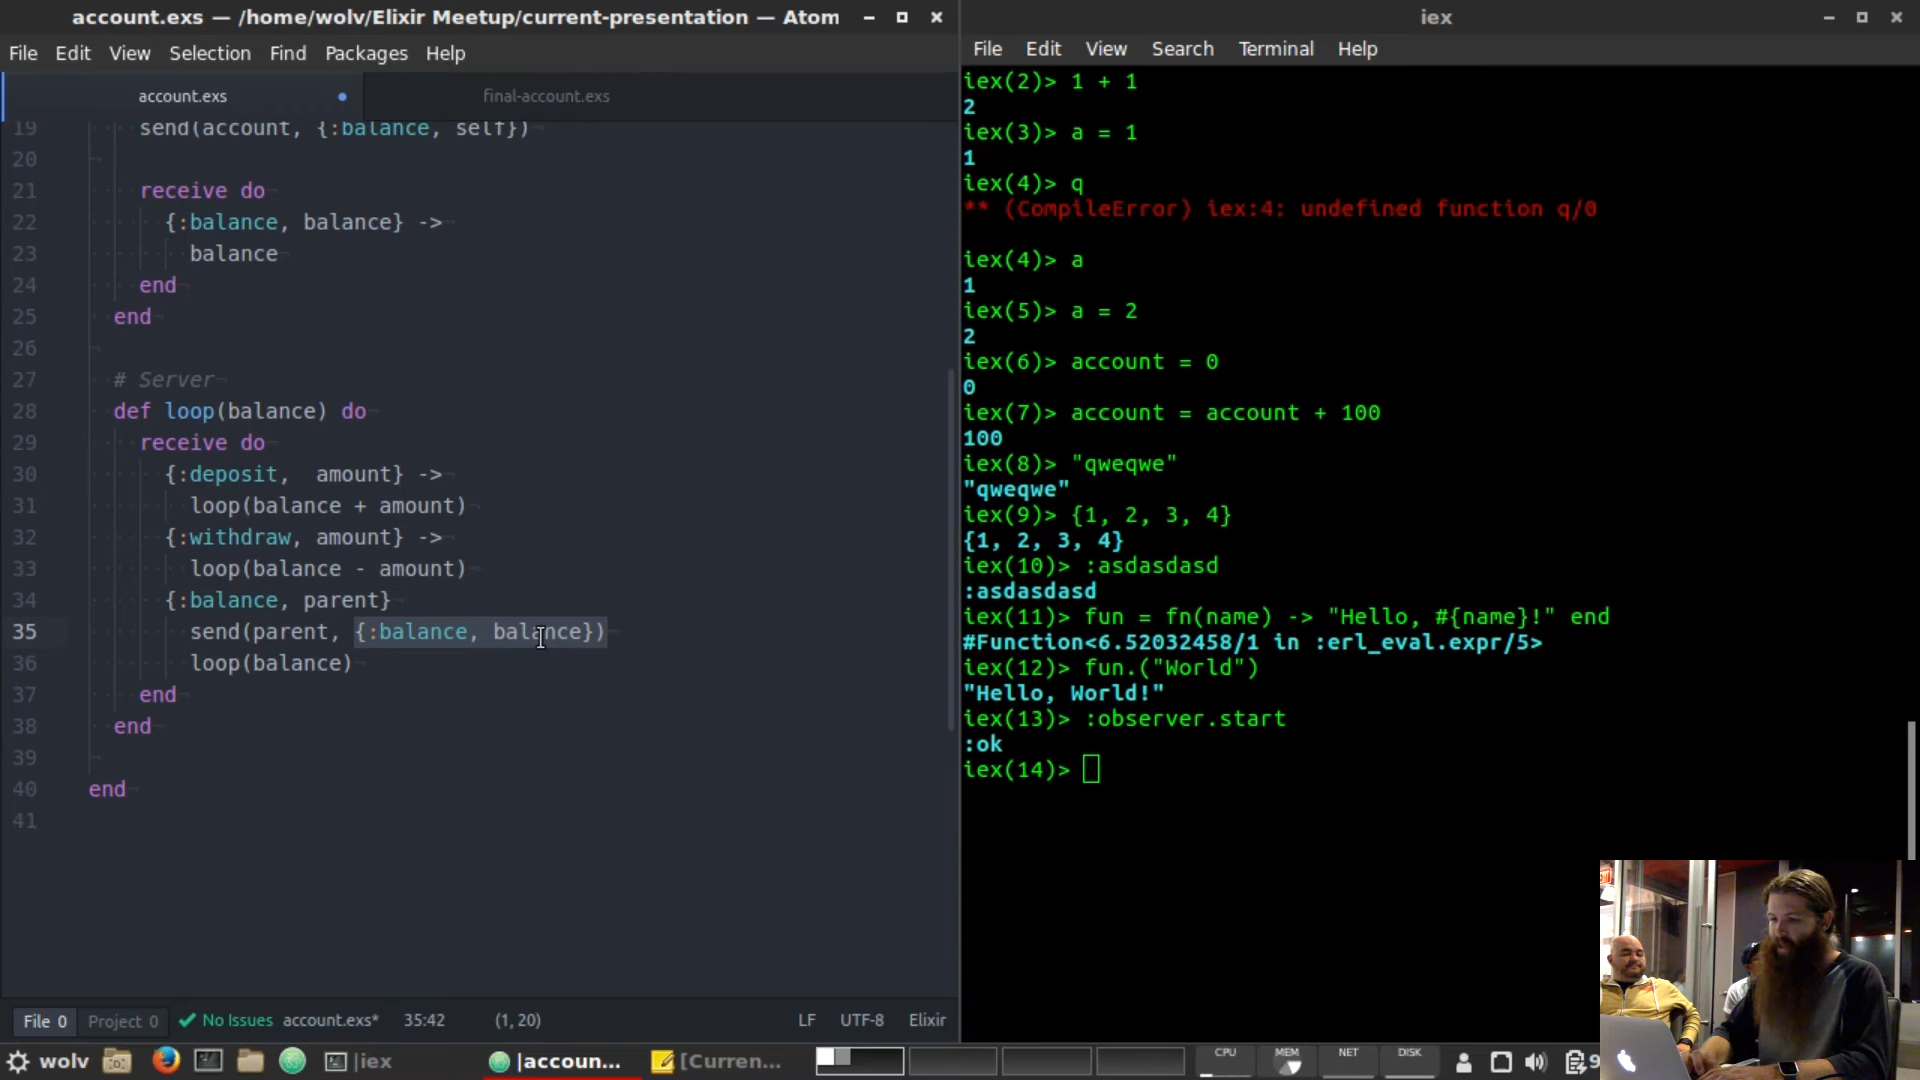 account.exs — /home/wolv/Elixir Meetup/current-presentation — Atom
File Edit View Selection Find Packages Help
account.exs
final-account.exs
19 send(account, {:balance, self})
20
21 receive do
22 {:balance, balance} ->
23 balance
24 end
25 end
26
27 # Server
28 def loop(balance) do
29 receive do
30 {:deposit,  amount} ->
31 loop(balance + amount)
32 {:withdraw, amount} ->
33 loop(balance - amount)
34 {:balance, parent}
35 send(parent, {:balance, balance})
36 loop(balance)
37 end
38 end
39
40 end
41
File 0 Project 0 No Issues account.exs* 35:42 (1, 20) LF UTF-8 Elixir
iex
File Edit View Search Terminal Help
iex(2)> 1 + 1
2
iex(3)> a = 1
1
iex(4)> q
** (CompileError) iex:4: undefined function q/0
iex(4)> a
1
iex(5)> a = 2
2
iex(6)> account = 0
0
iex(7)> account = account + 100
100
iex(8)> "qweqwe"
"qweqwe"
iex(9)> {1, 2, 3, 4}
{1, 2, 3, 4}
iex(10)> :asdasdasd
:asdasdasd
iex(11)> fun = fn(name) -> "Hello, #{name}!" end
#Function<6.52032458/1 in :erl_eval.expr/5>
iex(12)> fun.("World")
"Hello, World!"
iex(13)> :observer.start
:ok
iex(14)>
wolv |iex |accoun... [Curren... CPU MEM NET DISK 9